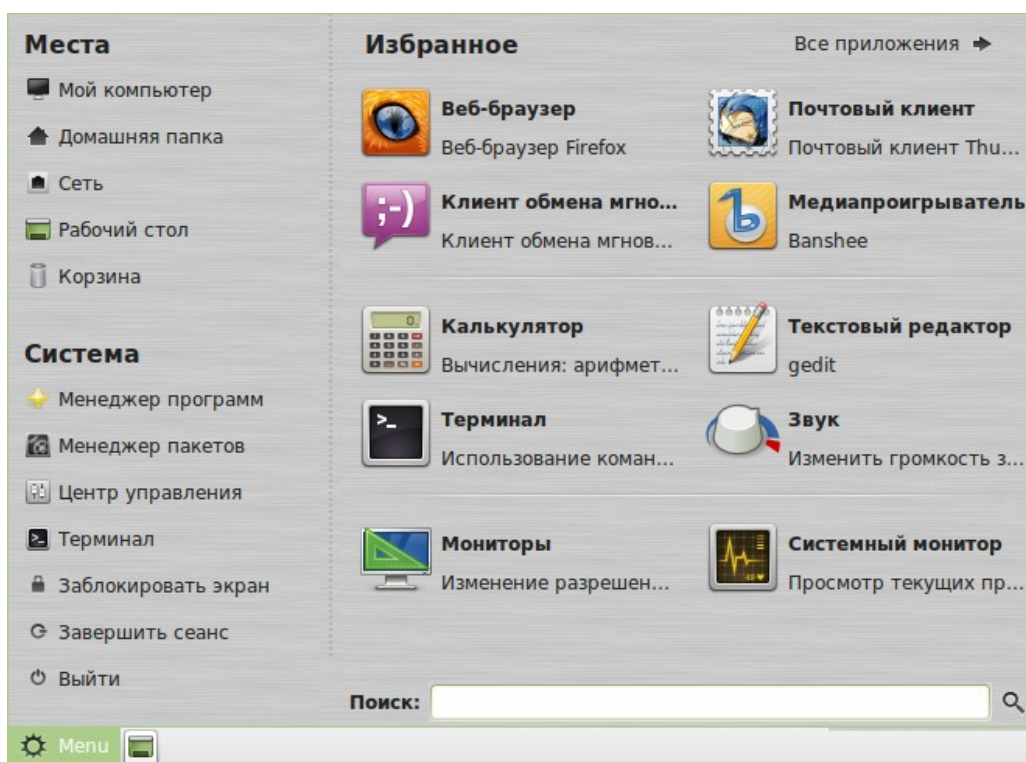 Места
Мой компьютер
Домашняя папка
Сеть
Рабочий стол
Корзина
Система
Менеджер программ
Менеджер пакетов
Центр управления
Терминал
Заблокировать экран
Завершить сеанс
Выйти
Избранное
Все приложения
Веб-браузер
Веб-браузер Firefox
Почтовый клиент
Почтовый клиент Thu...
;-)
Клиент обмена мгно...
Клиент обмена мгнов...
Медиапроигрыватель
Banshee
0.
Калькулятор
Вычисления: арифмет...
Текстовый редактор
gedit
>_
Терминал
Использование коман...
Звук
Изменить громкость з...
Мониторы
Изменение разрешен...
Системный монитор
Просмотр текущих пр...
Поиск:
Menu